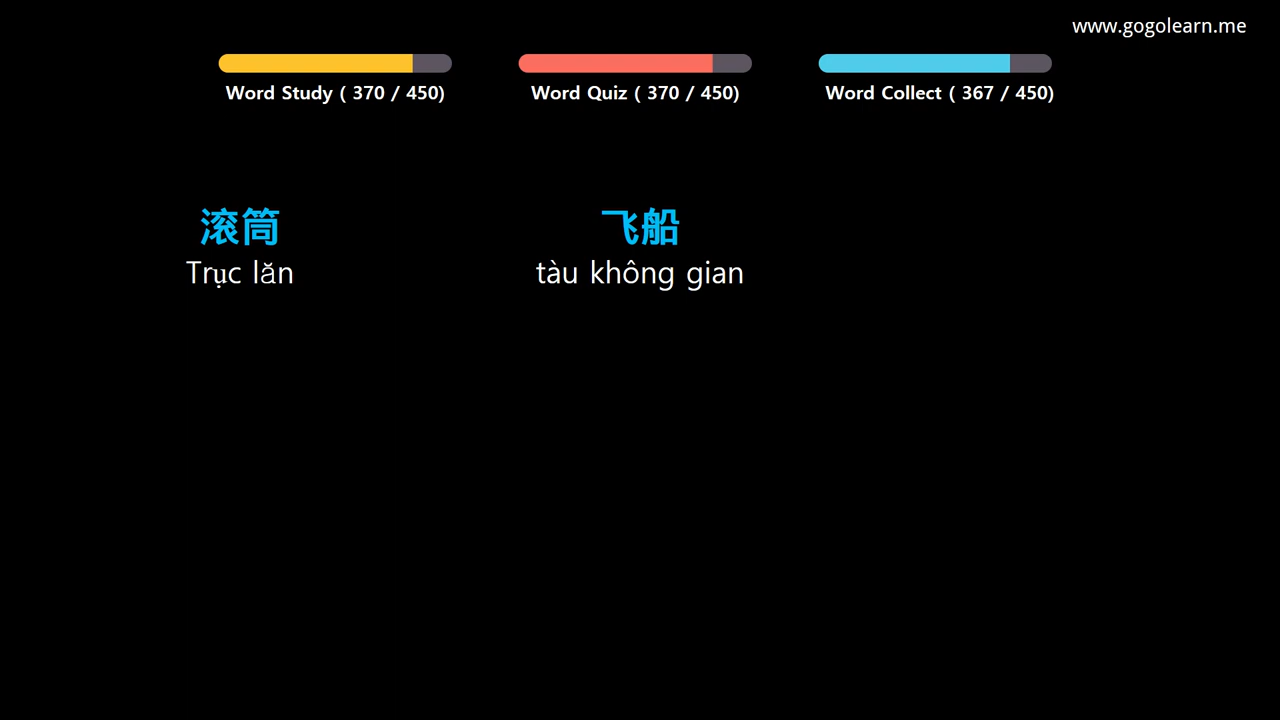 www.gogolearn.me
Word Study ( 370 / 450)
Word Quiz ( 370 / 450)
Word Collect ( 367 / 450)
滚筒
Trục lăn
飞船
tàu không gian